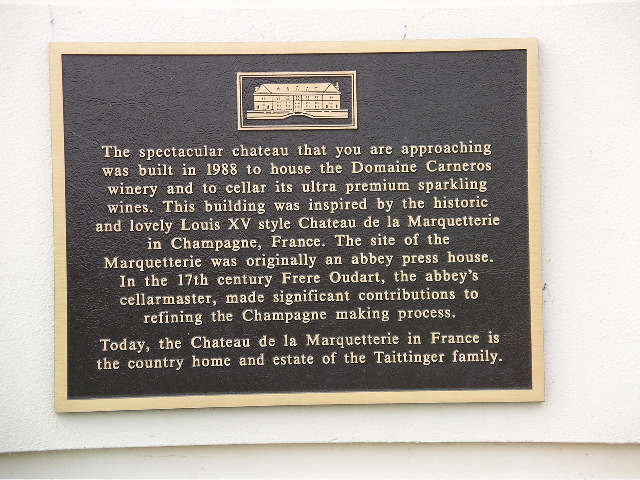 The spectacular chateau that you are approaching
was built in 1988 to house the Domaine Carneros
winery and to cellar its ultra premium sparkling
wines. This building was inspired by the historic
and lovely Louis XV style Chateau de la Marquetterie
in Champagne, France. The site of the
Marquetterie was originally an abbey press house.
In the 17th century Frere Oudart, the abbey's
cellarmaster, made significant contributions to
refining the Champagne making process.
Today, the Chateau de la Marquetterie in France is
the country home and estate of the Taittinger family.